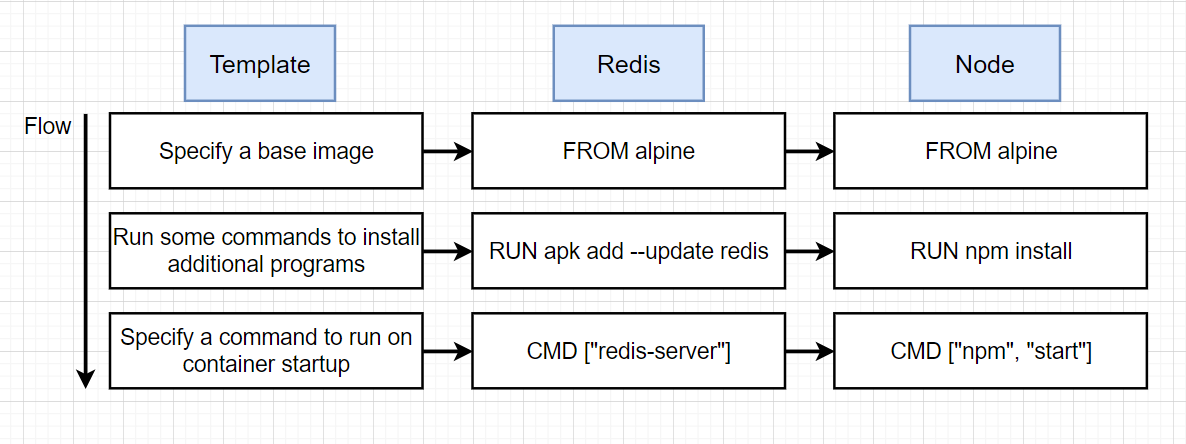 Template
Redis
Node
Flow
Specify a base image
FROM alpine
FROM alpine
Run some commands to install
additional programs
RUN apk add --update redis
RUN npm install
Specify a command to run on
container startup
CMD ["redis-server"]
CMD ["npm", "start"]